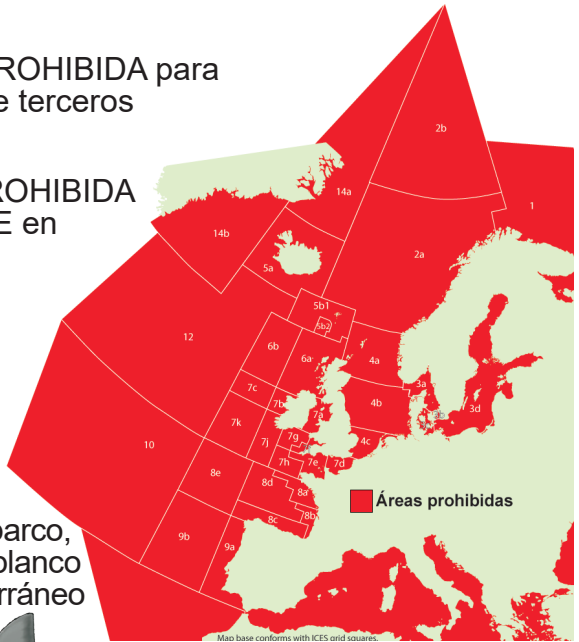 ROHIBIDA para
e terceros
ROHIBIDA
E en
barco,
blanco
rráneo
2b
1
14a
14b
2a
5a
5b1
5b2
12
6b
6a
4a
3a
7c
7b
7a
4b
3d
10
7k
7j
7g
4c
7h
7e
7d
8e
8d
8a
8b
8c
9b
9a
Áreas prohibidas
Map base conforms with ICES grid squares.